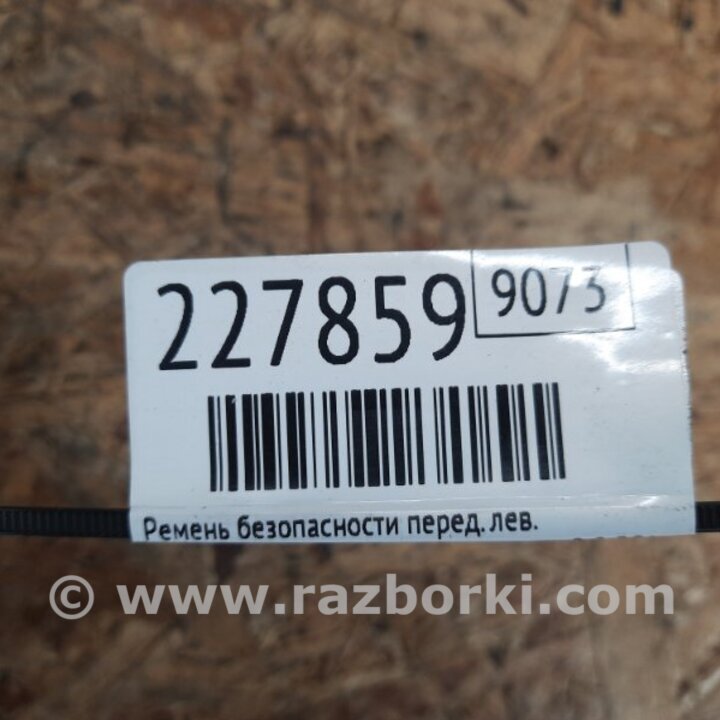 227859 9073
Ремень безопасности перед. лев.
© www.razborki.com